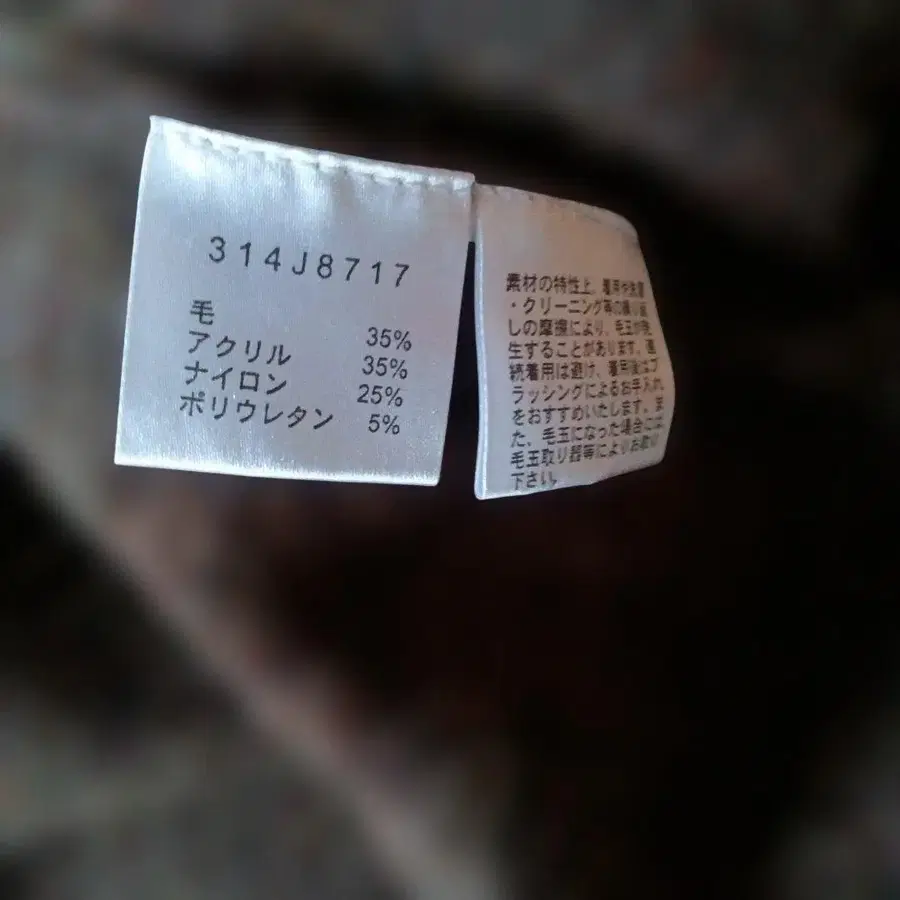 314J8717
毛 35%
アクリル 35%
ナイロン 25%
ポリウレタン 5%
素材の特性上、着用や
・クリーニング等の繰り返
しの摩擦により、毛玉が発
生することがあります。連
続着用は避け、着用後はブ
ラッシングによるお手入れ
をおすすめいたします。ま
た、毛玉になった場合には
毛玉取り器等によりお取り
下さい。